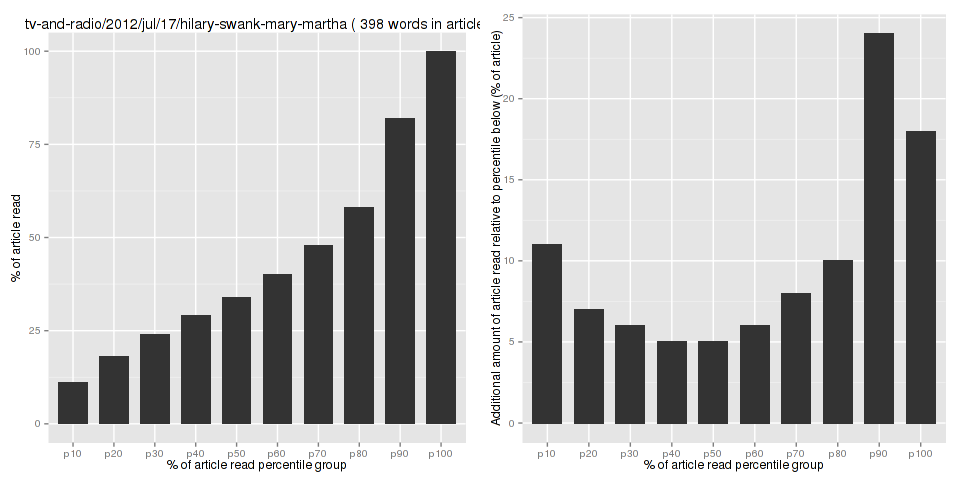 tv-and-radio/2012/jul/17/hilary-swank-mary-martha ( 398 words in article
% of article read
100
75
50
25
0
p10 p20 p30 p40 p50 p60 p70 p80 p90 p100
% of article read percentile group
Additional amount of article read relative to percentile below (% of article)
25
20
15
10
5
0
p10 p20 p30 p40 p50 p60 p70 p80 p90 p100
% of article read percentile group